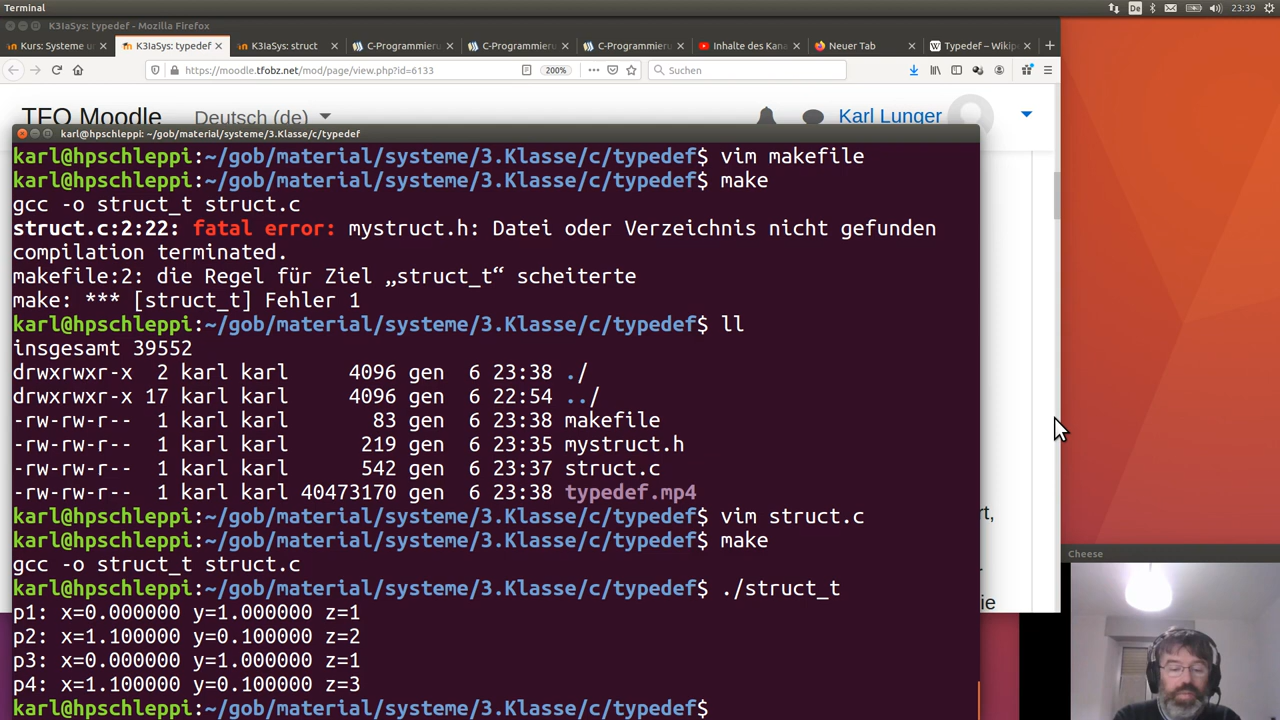 Terminal
De
23:39
K3IaSys: typedef - Mozilla Firefox
Kurs: Systeme un
K3IaSys: typedef
K3IaSys: struct
C-Programmieru
C-Programmieru
C-Programmieru
Inhalte des Kana
Neuer Tab
Typedef – Wikipe
https://moodle.tfobz.net/mod/page/view.php?id=6133
200%
Suchen
TFO Moodle
Deutsch (de)
Karl Lunger
karl@hpschleppi: ~/gob/material/systeme/3.Klasse/c/typedef
karl@hpschleppi:~/gob/material/systeme/3.Klasse/c/typedef$ vim makefile
karl@hpschleppi:~/gob/material/systeme/3.Klasse/c/typedef$ make
gcc -o struct_t struct.c
struct.c:2:22: fatal error: mystruct.h: Datei oder Verzeichnis nicht gefunden
compilation terminated.
makefile:2: die Regel für Ziel „struct_t“ scheiterte
make: *** [struct_t] Fehler 1
karl@hpschleppi:~/gob/material/systeme/3.Klasse/c/typedef$ ll
insgesamt 39552
drwxrwxr-x 2 karl karl 4096 gen 6 23:38 ./
drwxrwxr-x 17 karl karl 4096 gen 6 22:54 ../
-rw-rw-r-- 1 karl karl 83 gen 6 23:38 makefile
-rw-rw-r-- 1 karl karl 219 gen 6 23:35 mystruct.h
-rw-rw-r-- 1 karl karl 542 gen 6 23:37 struct.c
-rw-rw-r-- 1 karl karl 40473170 gen 6 23:38 typedef.mp4
karl@hpschleppi:~/gob/material/systeme/3.Klasse/c/typedef$ vim struct.c
karl@hpschleppi:~/gob/material/systeme/3.Klasse/c/typedef$ make
gcc -o struct_t struct.c
karl@hpschleppi:~/gob/material/systeme/3.Klasse/c/typedef$ ./struct_t
p1: x=0.000000 y=1.000000 z=1
p2: x=1.100000 y=0.100000 z=2
p3: x=0.000000 y=1.000000 z=1
p4: x=1.100000 y=0.100000 z=3
karl@hpschleppi:~/gob/material/systeme/3.Klasse/c/typedef$
rt,
ie
Cheese